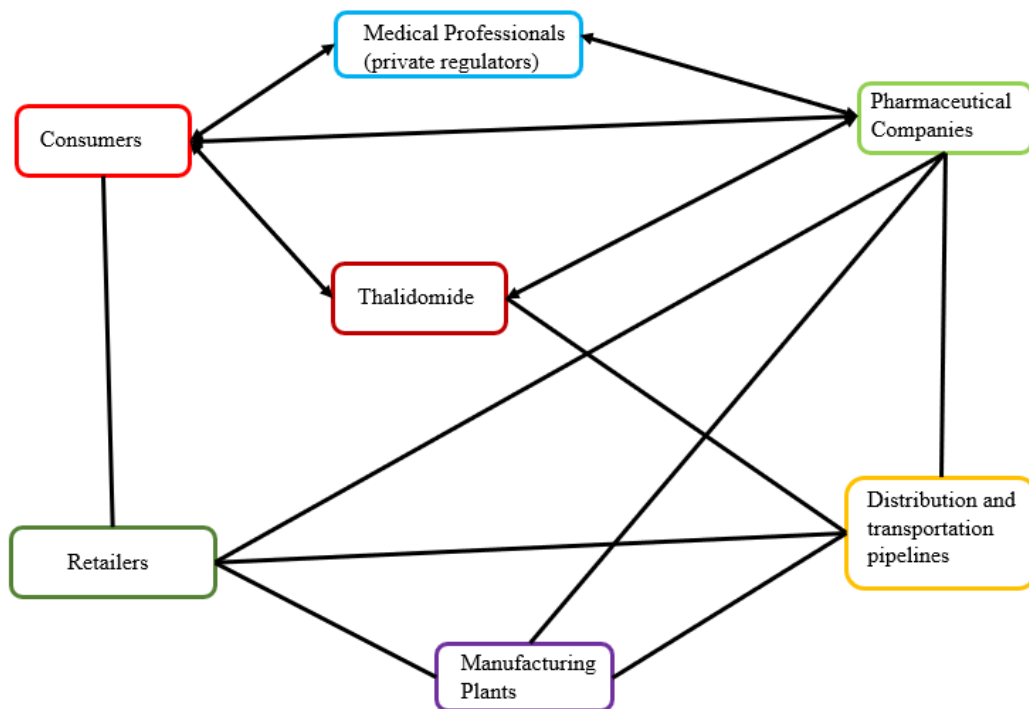 Medical Professionals
(private regulators)
Pharmaceutical
Companies
Consumers
Thalidomide
Distribution and
transportation
pipelines
Retailers
Manufacturing
Plants